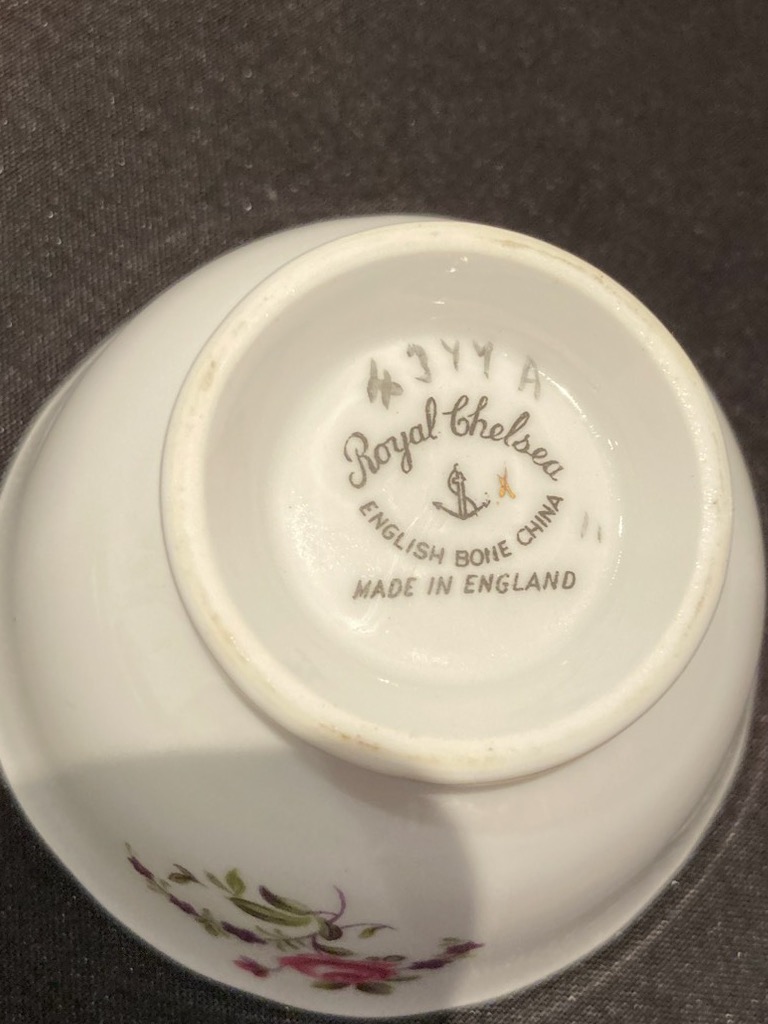 4344 A
Royal Chelsea
ENGLISH BONE CHINA
MADE IN ENGLAND